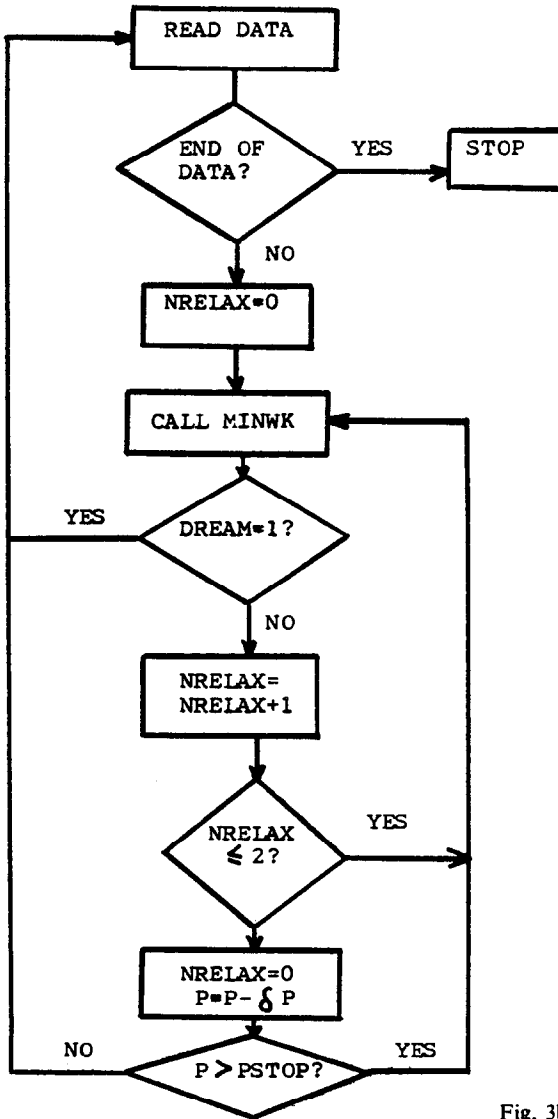 READ DATA
END OF
DATA?
YES
STOP
NO
NRELAX=0
CALL MINWK
YES
DREAM=1?
NO
NRELAX=
NRELAX+1
NRELAX
≤ 2?
YES
NRELAX=0
P=P-δP
NO
P>PSTOP?
YES